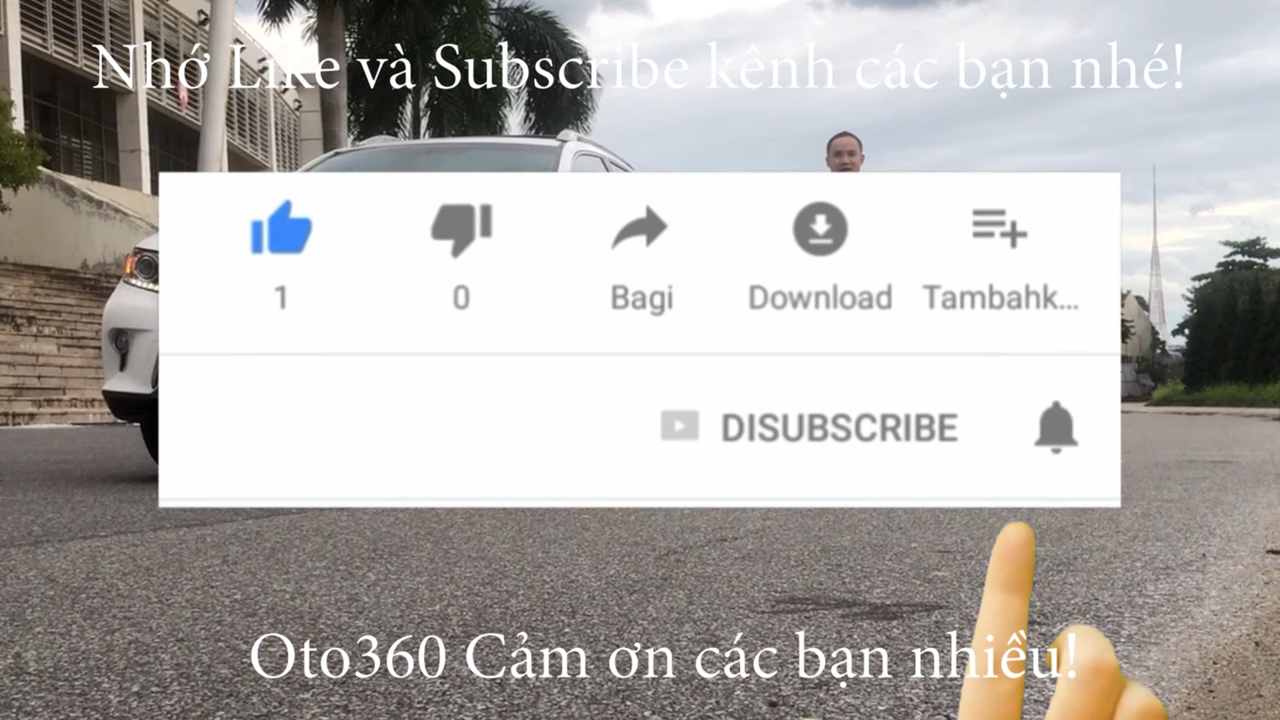 Nhớ Like và Subscribe kênh các bạn nhé!
1 0 Bagi Download Tambahk...
DISUBSCRIBE
Oto360 Cảm ơn các bạn nhiều!